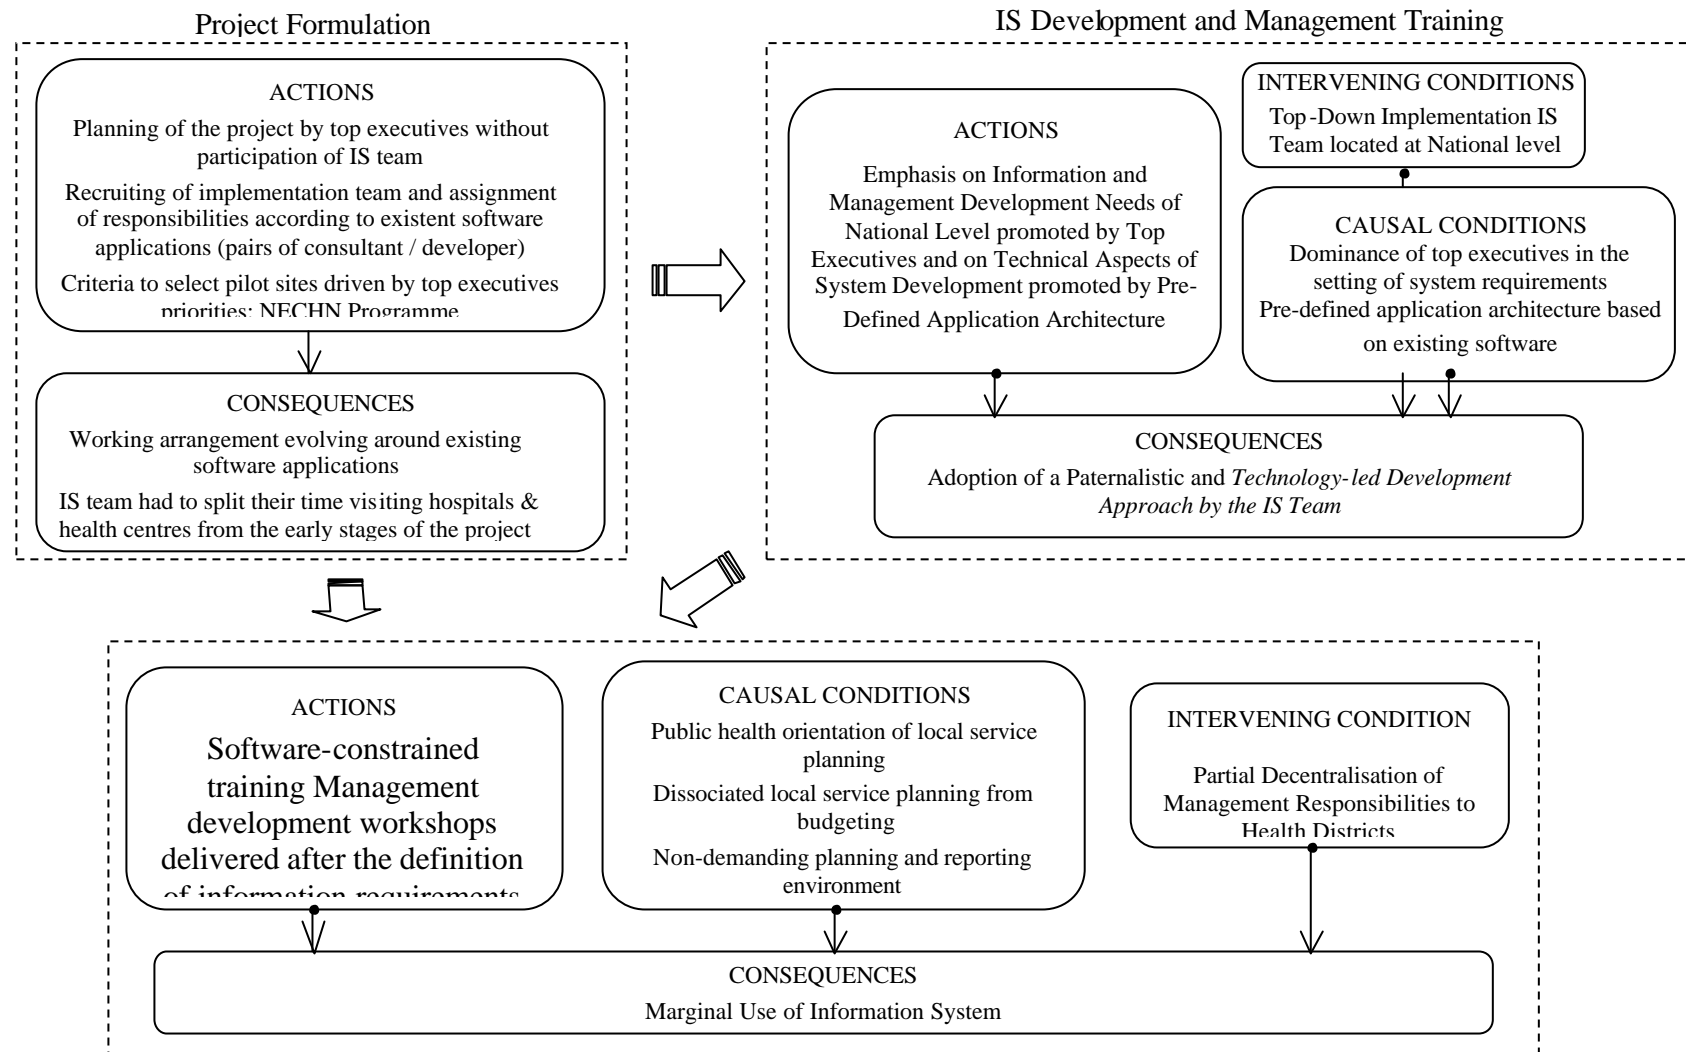 Project Formulation
ACTIONS
Planning of the project by top executives without
participation of IS team
Recruiting of implementation team and assignment
of responsibilities according to existent software
applications (pairs of consultant / developer)
Criteria to select pilot sites driven by top executives
priorities: NECHN Programme
CONSEQUENCES
Working arrangement evolving around existing
software applications
IS team had to split their time visiting hospitals &
health centres from the early stages of the project
IS Development and Management Training
ACTIONS
Emphasis on Information and
Management Development Needs of
National Level promoted by Top
Executives and on Technical Aspects of
System Development promoted by Pre-
Defined Application Architecture
INTERVENING CONDITIONS
Top-Down Implementation IS
Team located at National level
CAUSAL CONDITIONS
Dominance of top executives in the
setting of system requirements
Pre-defined application architecture based
on existing software
CONSEQUENCES
Adoption of a Paternalistic and Technology-led Development
Approach by the IS Team
ACTIONS
Software-constrained
training Management
development workshops
delivered after the definition
of information requirements
CAUSAL CONDITIONS
Public health orientation of local service
planning
Dissociated local service planning from
budgeting
Non-demanding planning and reporting
environment
INTERVENING CONDITION
Partial Decentralisation of
Management Responsibilities to
Health Districts
CONSEQUENCES
Marginal Use of Information System